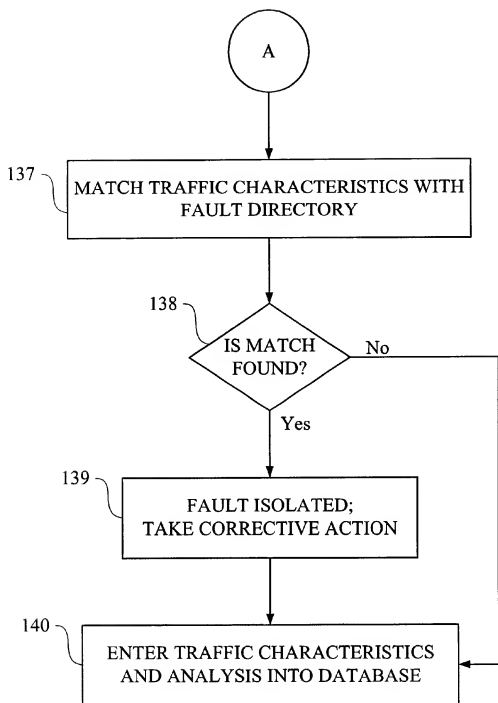 A
137
MATCH TRAFFIC CHARACTERISTICS WITH
FAULT DIRECTORY
138
IS MATCH
FOUND?
No
Yes
139
FAULT ISOLATED;
TAKE CORRECTIVE ACTION
140
ENTER TRAFFIC CHARACTERISTICS
AND ANALYSIS INTO DATABASE